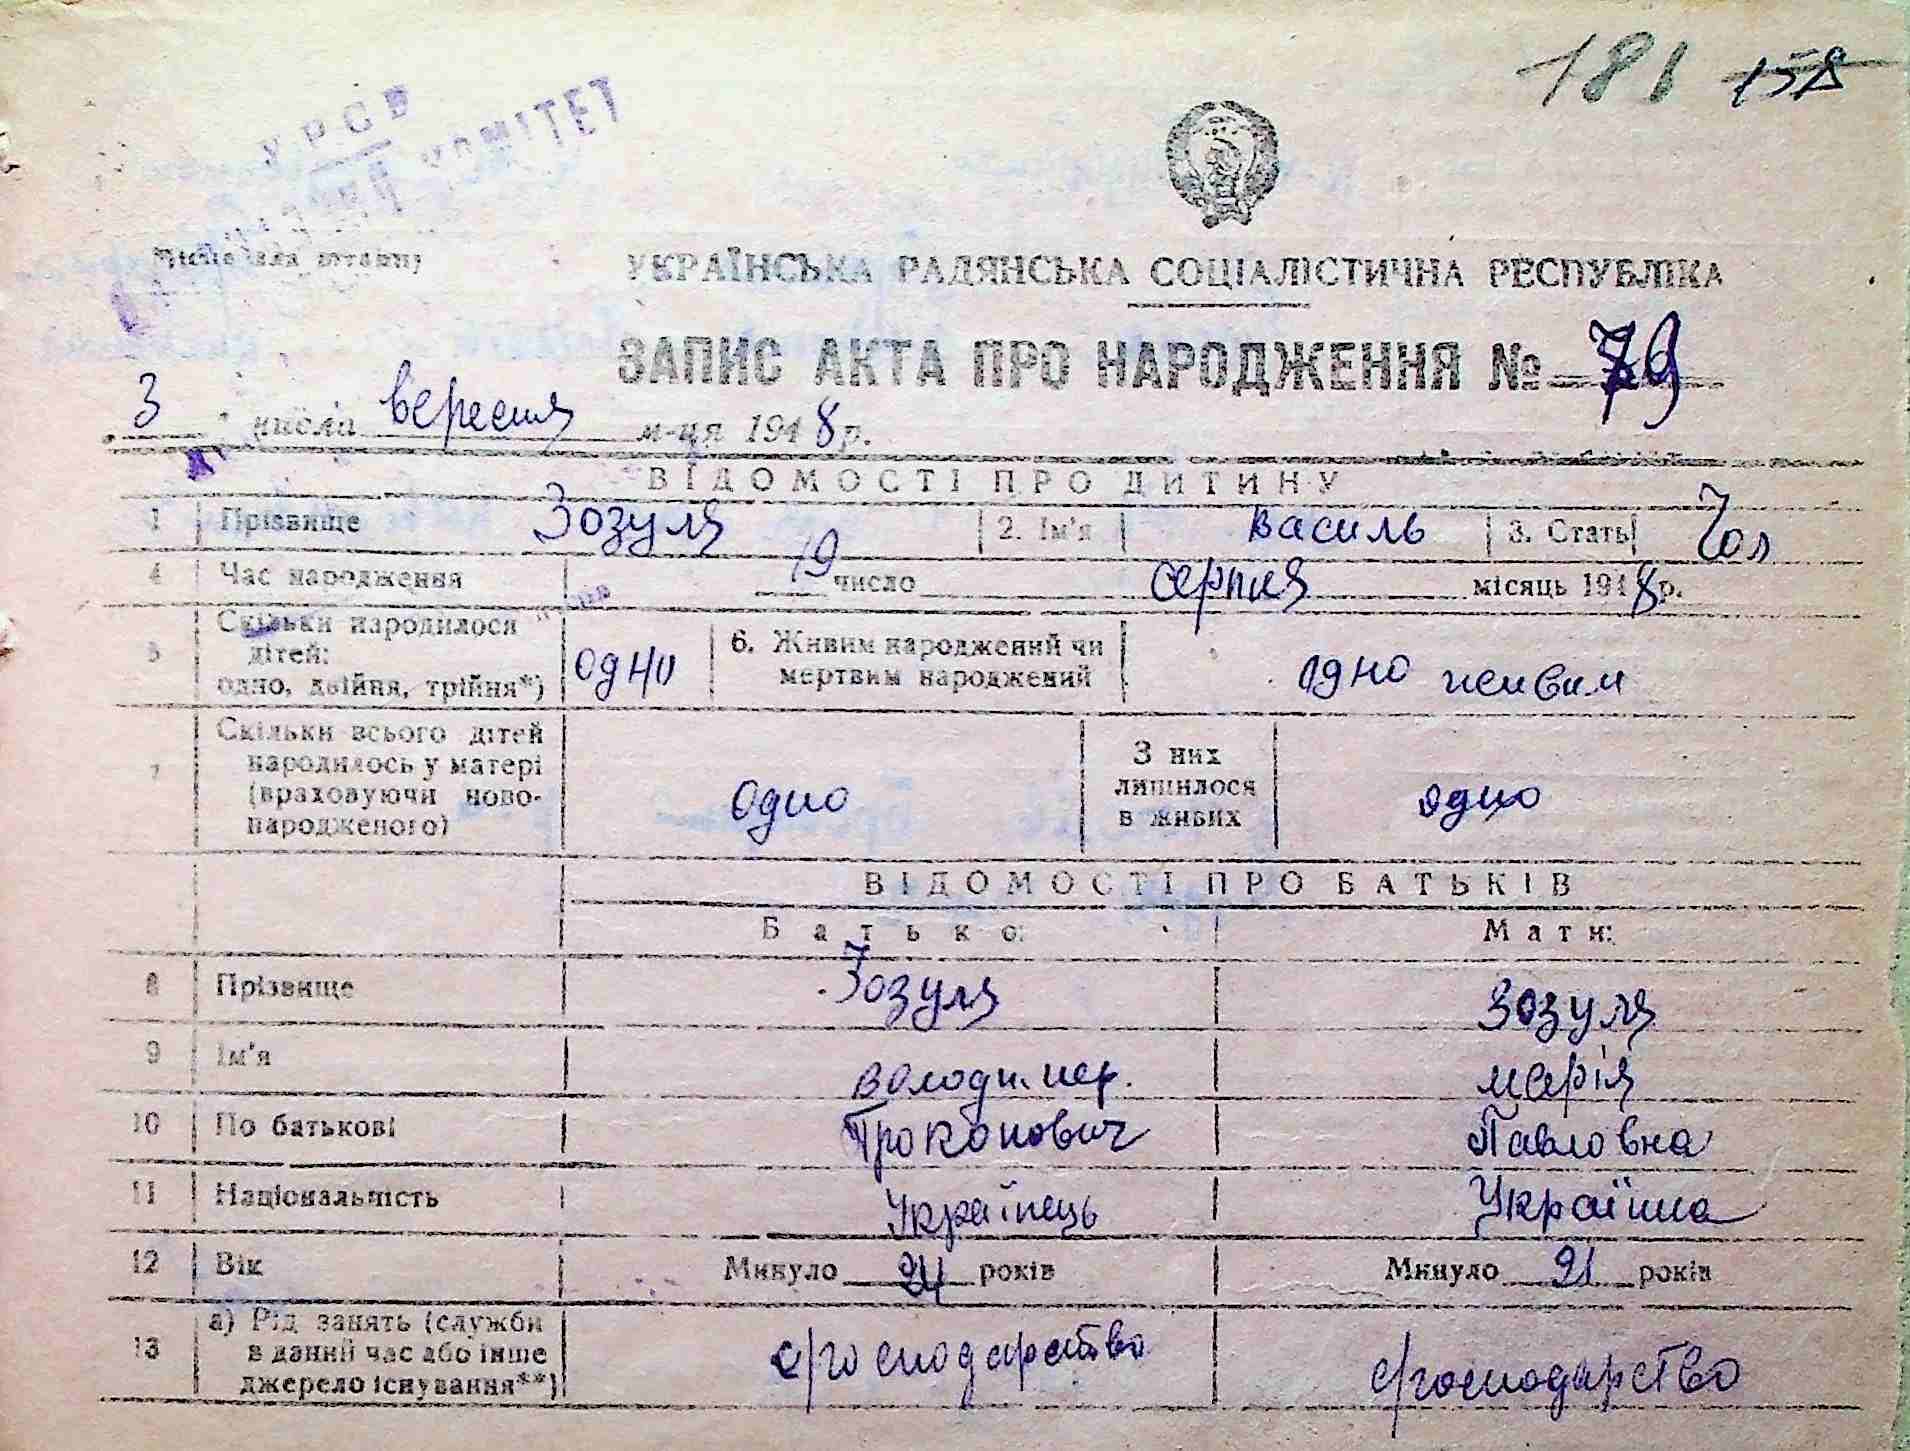 181 158
УРСР
КОМІТЕТ
Місце для штампу
УКРАЇНСЬКА РАДЯНСЬКА СОЦІАЛІСТИЧНА РЕСПУБЛІКА
ЗАПИС АКТА ПРО НАРОДЖЕННЯ № 79
3 числа вересня м-ця 1948 р.
ВІДОМОСТІ ПРО ДИТИНУ
1 Прізвище Зозуля 2. Ім'я Василь 3. Стать Чол
4 Час народження 19 число серпня місяць 1948 р.
5 Скільки народилося дітей: одно, двійня, трійня*) одно 6. Живим народжений чи мертвим народжений одно живим
7 Скільки всього дітей народилось у матері (враховуючи новонародженого) одно З них лишилося в живих одно
ВІДОМОСТІ ПРО БАТЬКІВ
Батько: Мати:
8 Прізвище Зозуля Зозуля
9 Ім'я Володимер. Марія
10 По батькові Прокопович Павловна
11 Національність Українець Українка
12 Вік Минуло 24 років Минуло 21 років
13 а) Рід занять (служби в даний час або інше джерело існування**) с/господарство с/господарство